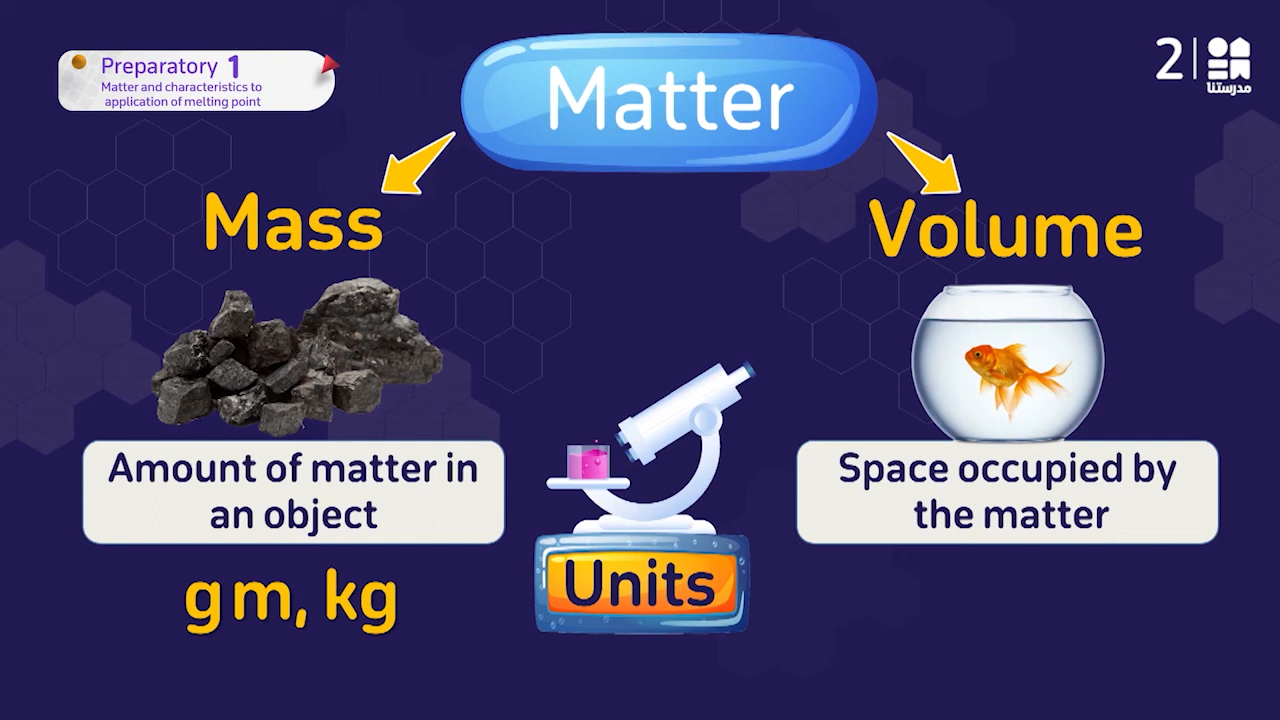 Preparatory 1
Matter and characteristics to
application of melting point
Matter
2
مدرستنا
Mass
Volume
Amount of matter in
an object
Space occupied by
the matter
Units
gm, kg